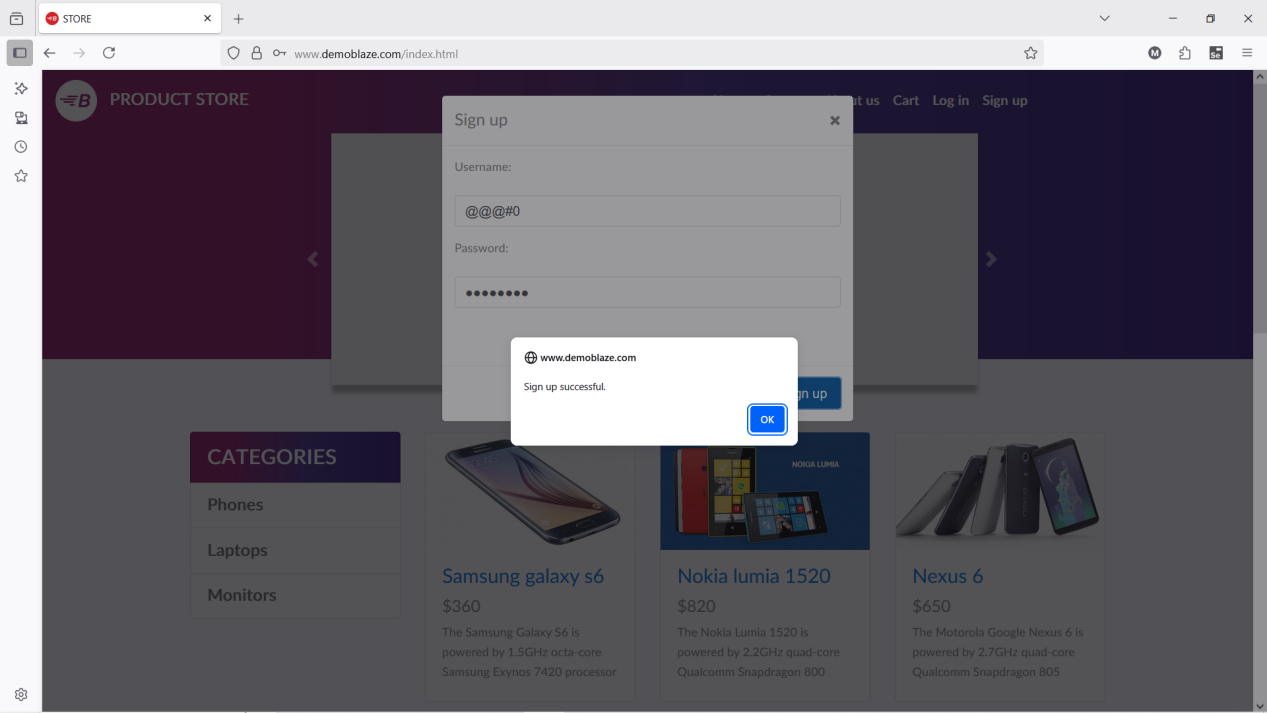 STORE
www.demoblaze.com/index.html
PRODUCT STORE
ut us
Cart
Log in
Sign up
Sign up
Username:
@@@#0
Password:
www.demoblaze.com
Sign up successful.
OK
gn up
CATEGORIES
Phones
Laptops
Monitors
Samsung galaxy s6
$360
The Samsung Galaxy S6 is
powered by 1.5GHz octa-core
Samsung Exynos 7420 processor
NOKIA LUMIA
Nokia lumia 1520
$820
The Nokia Lumia 1520 is
powered by 2.2GHz quad-core
Qualcomm Snapdragon 800
Nexus 6
$650
The Motorola Google Nexus 6 is
powered by 2.7GHz quad-core
Qualcomm Snapdragon 805